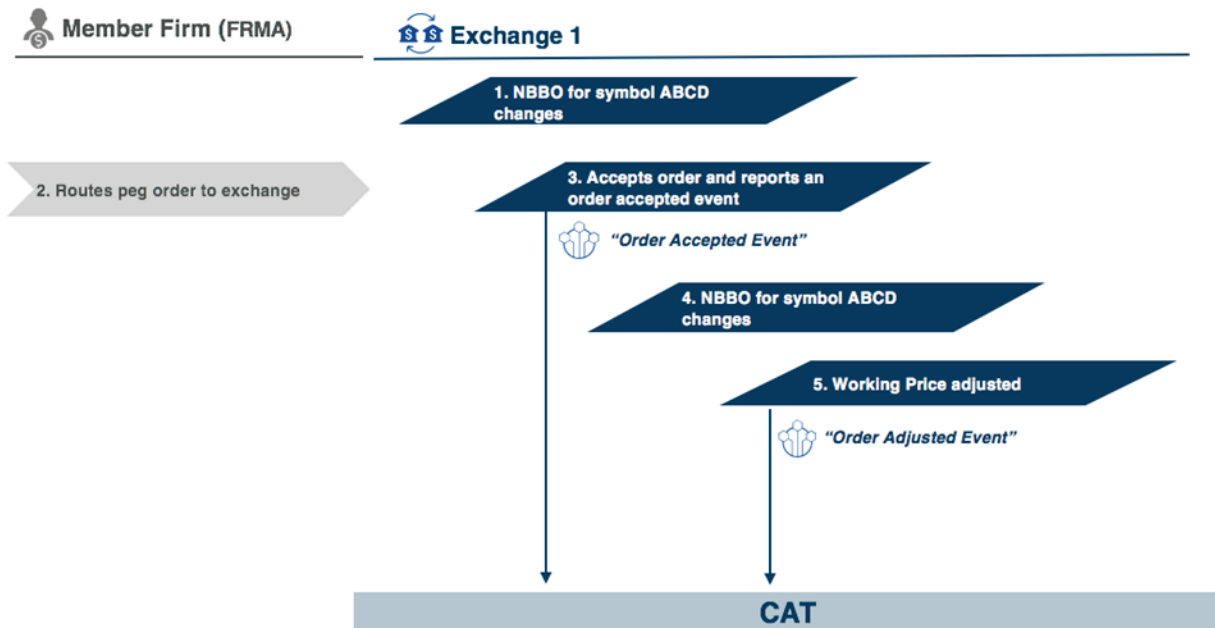 Member Firm (FRMA)
Exchange 1
1. NBBO for symbol ABCD
changes
2. Routes peg order to exchange
3. Accepts order and reports an
order accepted event
“Order Accepted Event”
4. NBBO for symbol ABCD
changes
5. Working Price adjusted
“Order Adjusted Event”
CAT